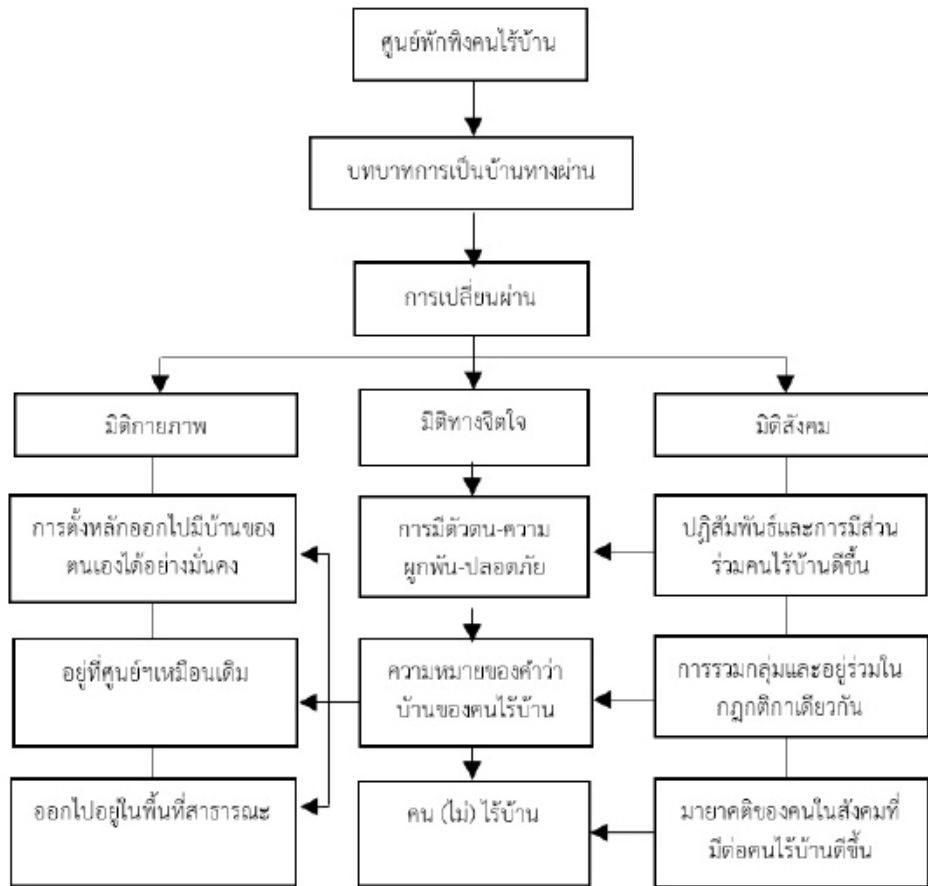 ศูนย์พักพิงคนไร้บ้าน
บทบาทการเป็นบ้านทางผ่าน
การเปลี่ยนผ่าน
มิติกายภาพ
มิติทางจิตใจ
มิติสังคม
การตั้งหลักออกไปมีบ้านของ
ตนเองได้อย่างมั่นคง
การมีตัวตน-ความ
ผูกพัน-ปลอดภัย
ปฏิสัมพันธ์และการมีส่วน
ร่วมคนไร้บ้านดีขึ้น
อยู่ที่ศูนย์ฯเหมือนเดิม
ความหมายของคำว่า
บ้านของคนไร้บ้าน
การรวมกลุ่มและอยู่ร่วมใน
กฎกติกาเดียวกัน
ออกไปอยู่ในพื้นที่สาธารณะ
คน (ไม่) ไร้บ้าน
มายาคติของคนในสังคมที่
มีต่อคนไร้บ้านดีขึ้น